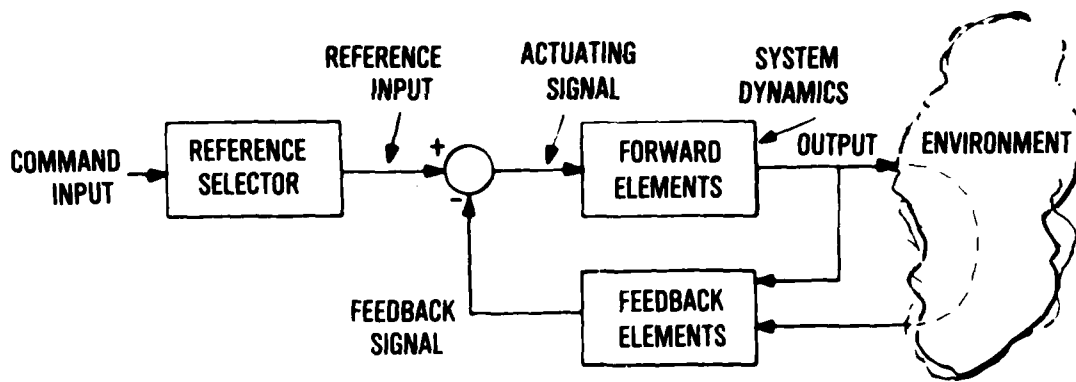 REFERENCE
INPUT
ACTUATING
SIGNAL
SYSTEM
DYNAMICS
COMMAND
INPUT
REFERENCE
SELECTOR
+
-
FORWARD
ELEMENTS
OUTPUT
ENVIRONMENT
FEEDBACK
SIGNAL
FEEDBACK
ELEMENTS